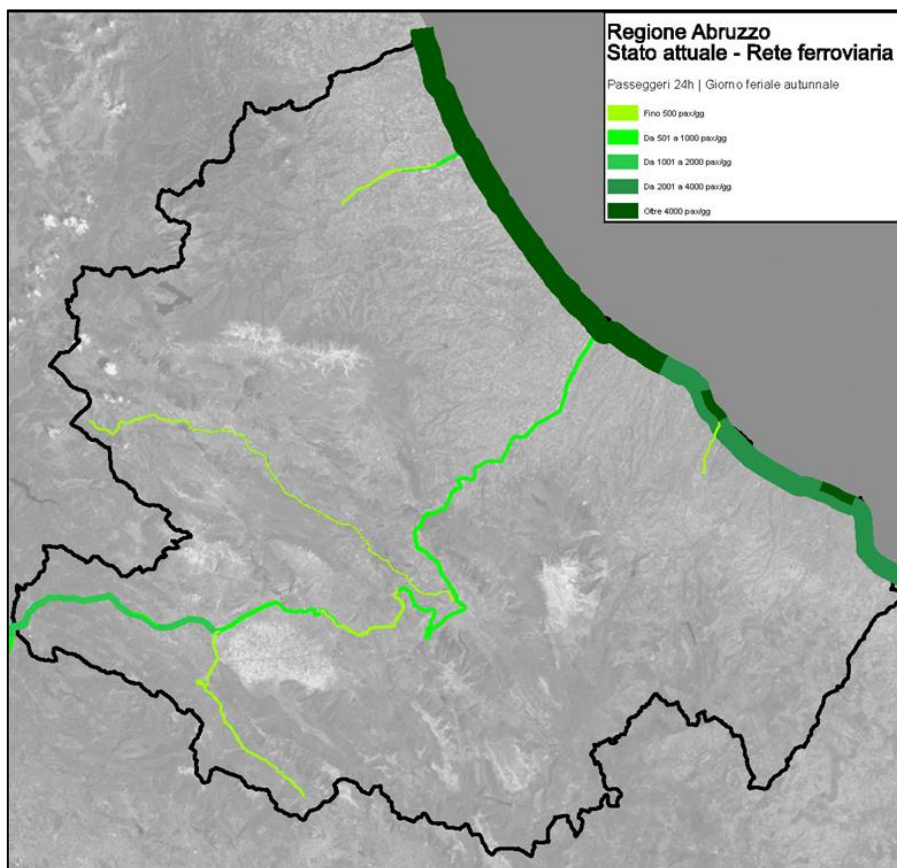 Regione Abruzzo
Stato attuale - Rete ferroviaria
Passeggeri 24h | Giorno feriale autunnale
Fino 500 pax/gg
Da 501 a 1000 pax/gg
Da 1001 a 2000 pax/gg
Da 2001 a 4000 pax/gg
Oltre 4000 pax/gg